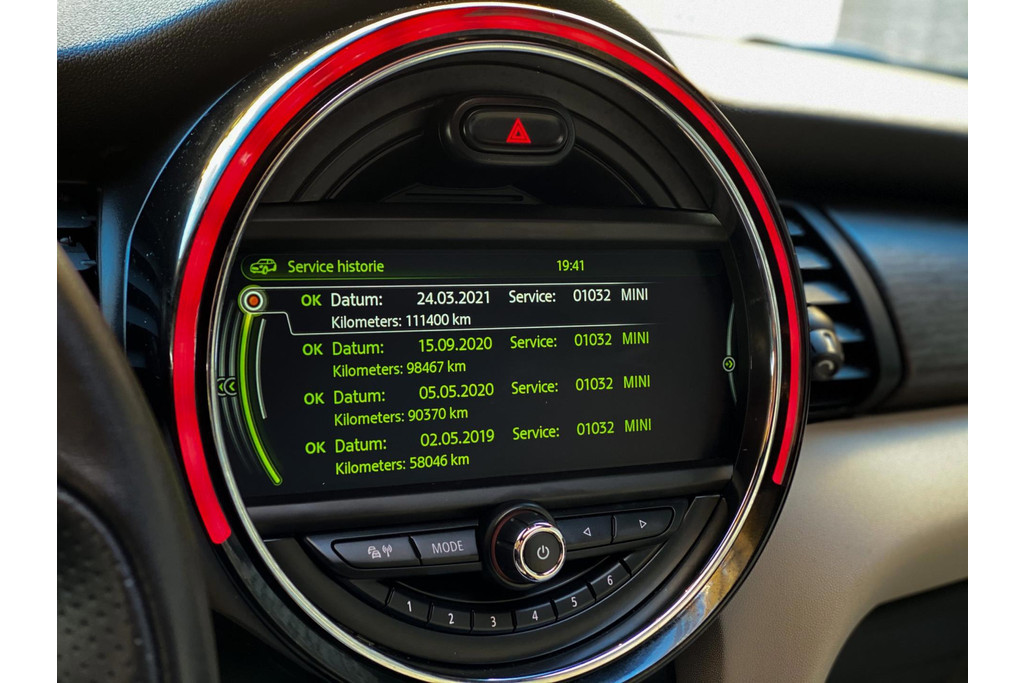 Service historie 19:41
OK Datum: 24.03.2021 Service: 01032 MINI
Kilometers: 111400 km
OK Datum: 15.09.2020 Service: 01032 MINI
Kilometers: 98467 km
OK Datum: 05.05.2020 Service: 01032 MINI
Kilometers: 90370 km
OK Datum: 02.05.2019 Service: 01032 MINI
Kilometers: 58046 km
MODE
1 2 3 4 5 6